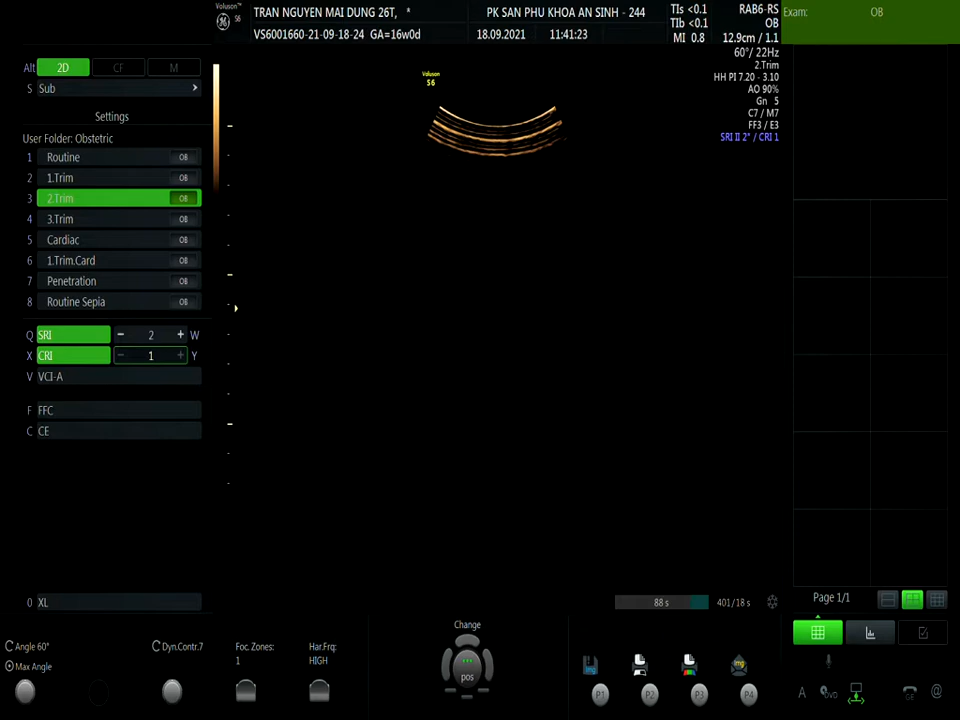 Voluson™
S6
TRAN NGUYEN MAI DUNG 26T, *
PK SAN PHU KHOA AN SINH - 244
VS6001660-21-09-18-24 GA=16w0d
18.09.2021
11:41:23
TIs <0.1
TIb <0.1
MI 0.8
RAB6-RS
OB
12.9cm / 1.1
60°/ 22Hz
2.Trim
HH PI 7.20 - 3.10
AO 90%
Gn 5
C7 / M7
FF3 / E3
SRI II 2" / CRI 1
Exam: OB
Alt 2D CF M
S Sub >
Settings
User Folder: Obstetric
1 Routine OB
2 1.Trim OB
3 2.Trim OB
4 3.Trim OB
5 Cardiac OB
6 1.Trim.Card OB
7 Penetration OB
8 Routine Sepia OB
Q SRI - 2 + W
X CRI - 1 + Y
V VCI-A
F FFC
C CE
0 XL
Voluson
S6
88 s
401/18 s
Page 1/1
Angle 60°
Max Angle
Dyn.Contr.7
Foc. Zones:
1
Har.Frq:
HIGH
Change
pos
img
P1 P2 P3 P4
A DVD @